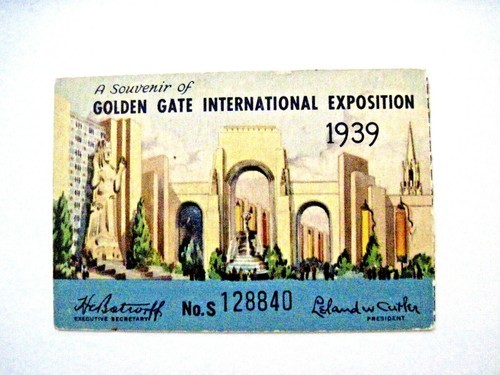 A Souvenir of
GOLDEN GATE INTERNATIONAL EXPOSITION
1939
No. S 128840
EXECUTIVE SECRETARY
Leland W Cutler
PRESIDENT